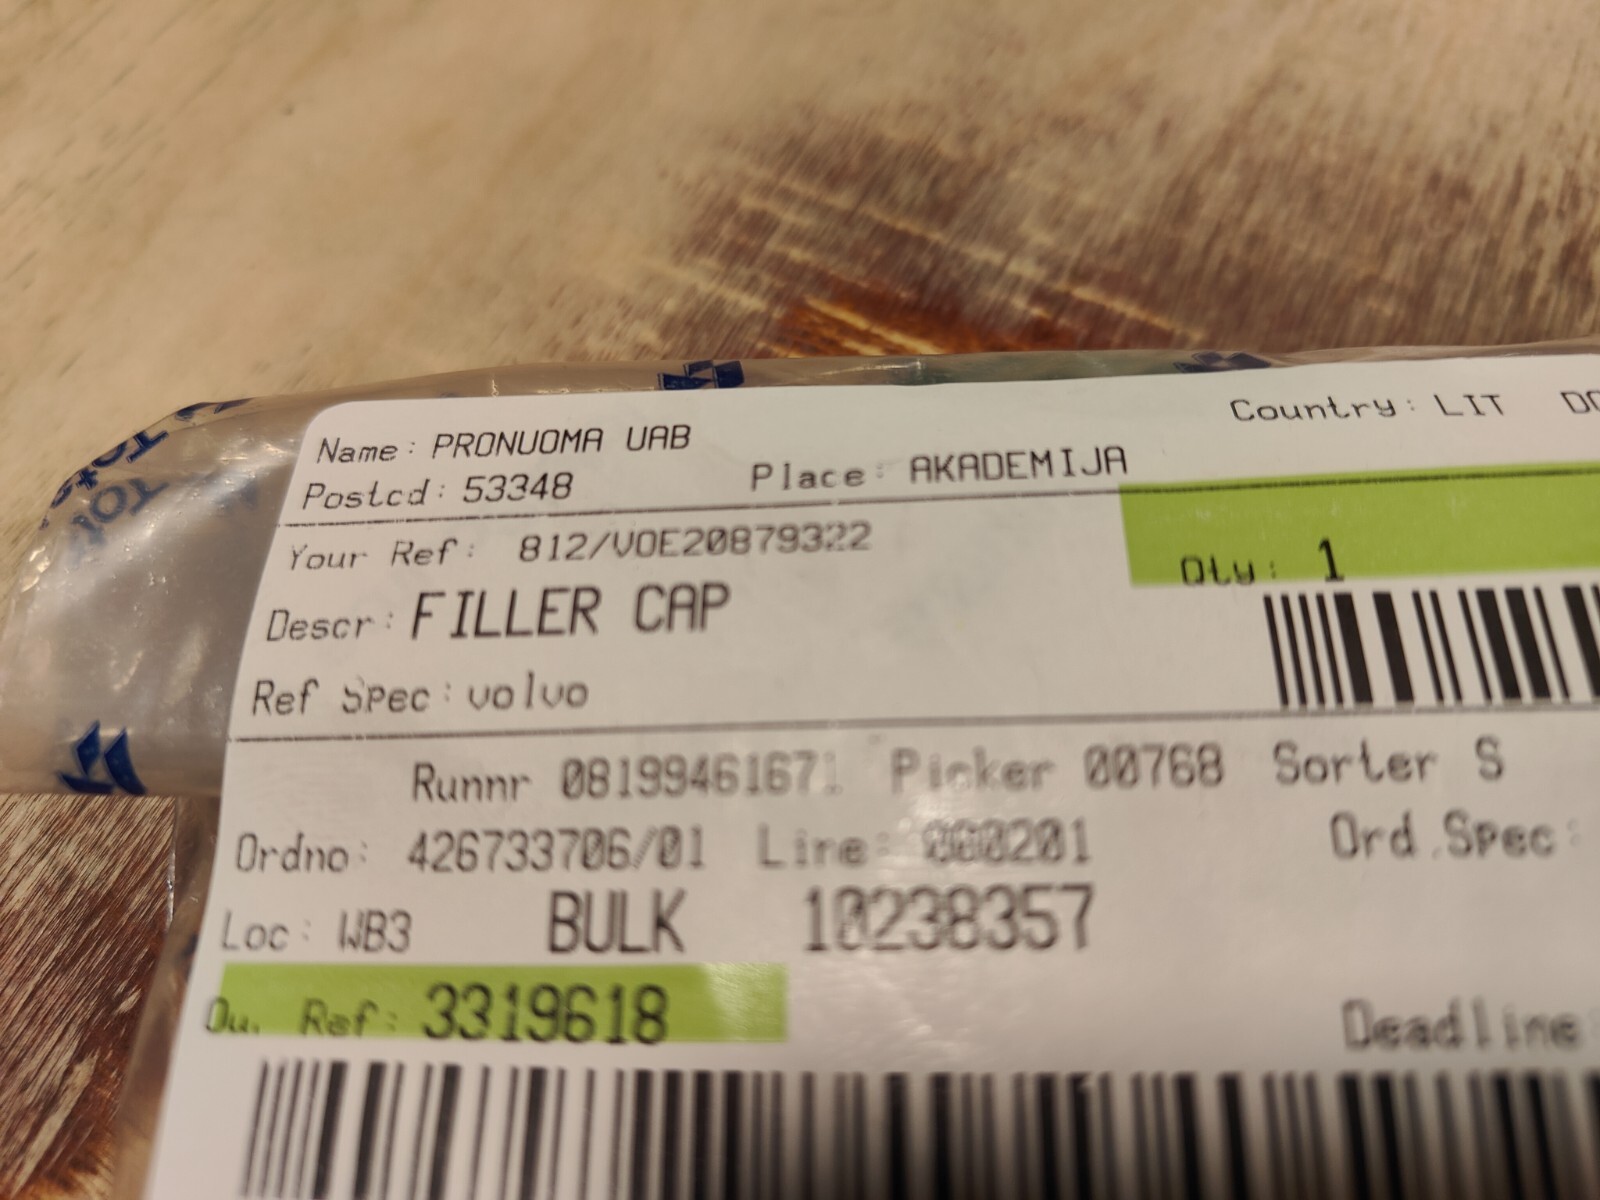 Name: PRONUOMA UAB
Country: LIT
Postcd: 53348 Place: AKADEMIJA
Your Ref: 812/VOE20879322
Qty: 1
Descr: FILLER CAP
Ref Spec: volvo
Runnr 08199461671 Picker 00768 Sorter S
Ordno: 426733706/01 Line: 000201 Ord.Spec:
Loc: WB3 BULK 10238357
Ou. Ref: 3319618
Deadline